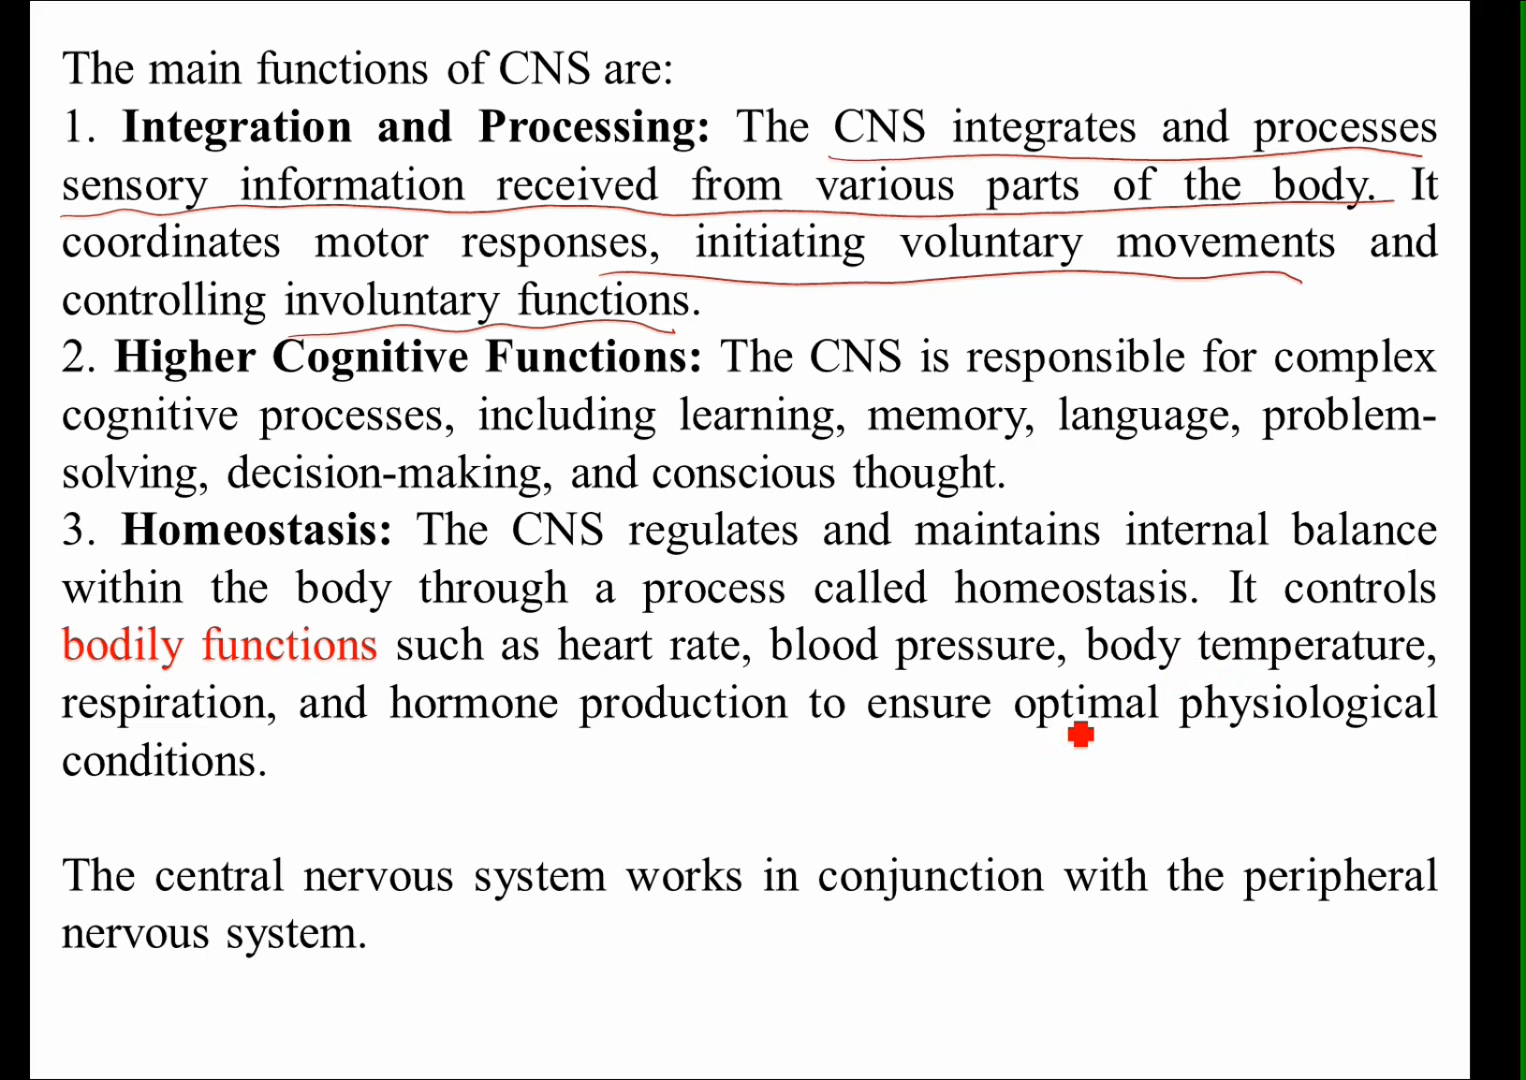 The main functions of CNS are:
1. Integration and Processing: The CNS integrates and processes
sensory information received from various parts of the body. It
coordinates motor responses, initiating voluntary movements and
controlling involuntary functions.
2. Higher Cognitive Functions: The CNS is responsible for complex
cognitive processes, including learning, memory, language, problem-
solving, decision-making, and conscious thought.
3. Homeostasis: The CNS regulates and maintains internal balance
within the body through a process called homeostasis. It controls
bodily functions such as heart rate, blood pressure, body temperature,
respiration, and hormone production to ensure optimal physiological
conditions.
The central nervous system works in conjunction with the peripheral
nervous system.